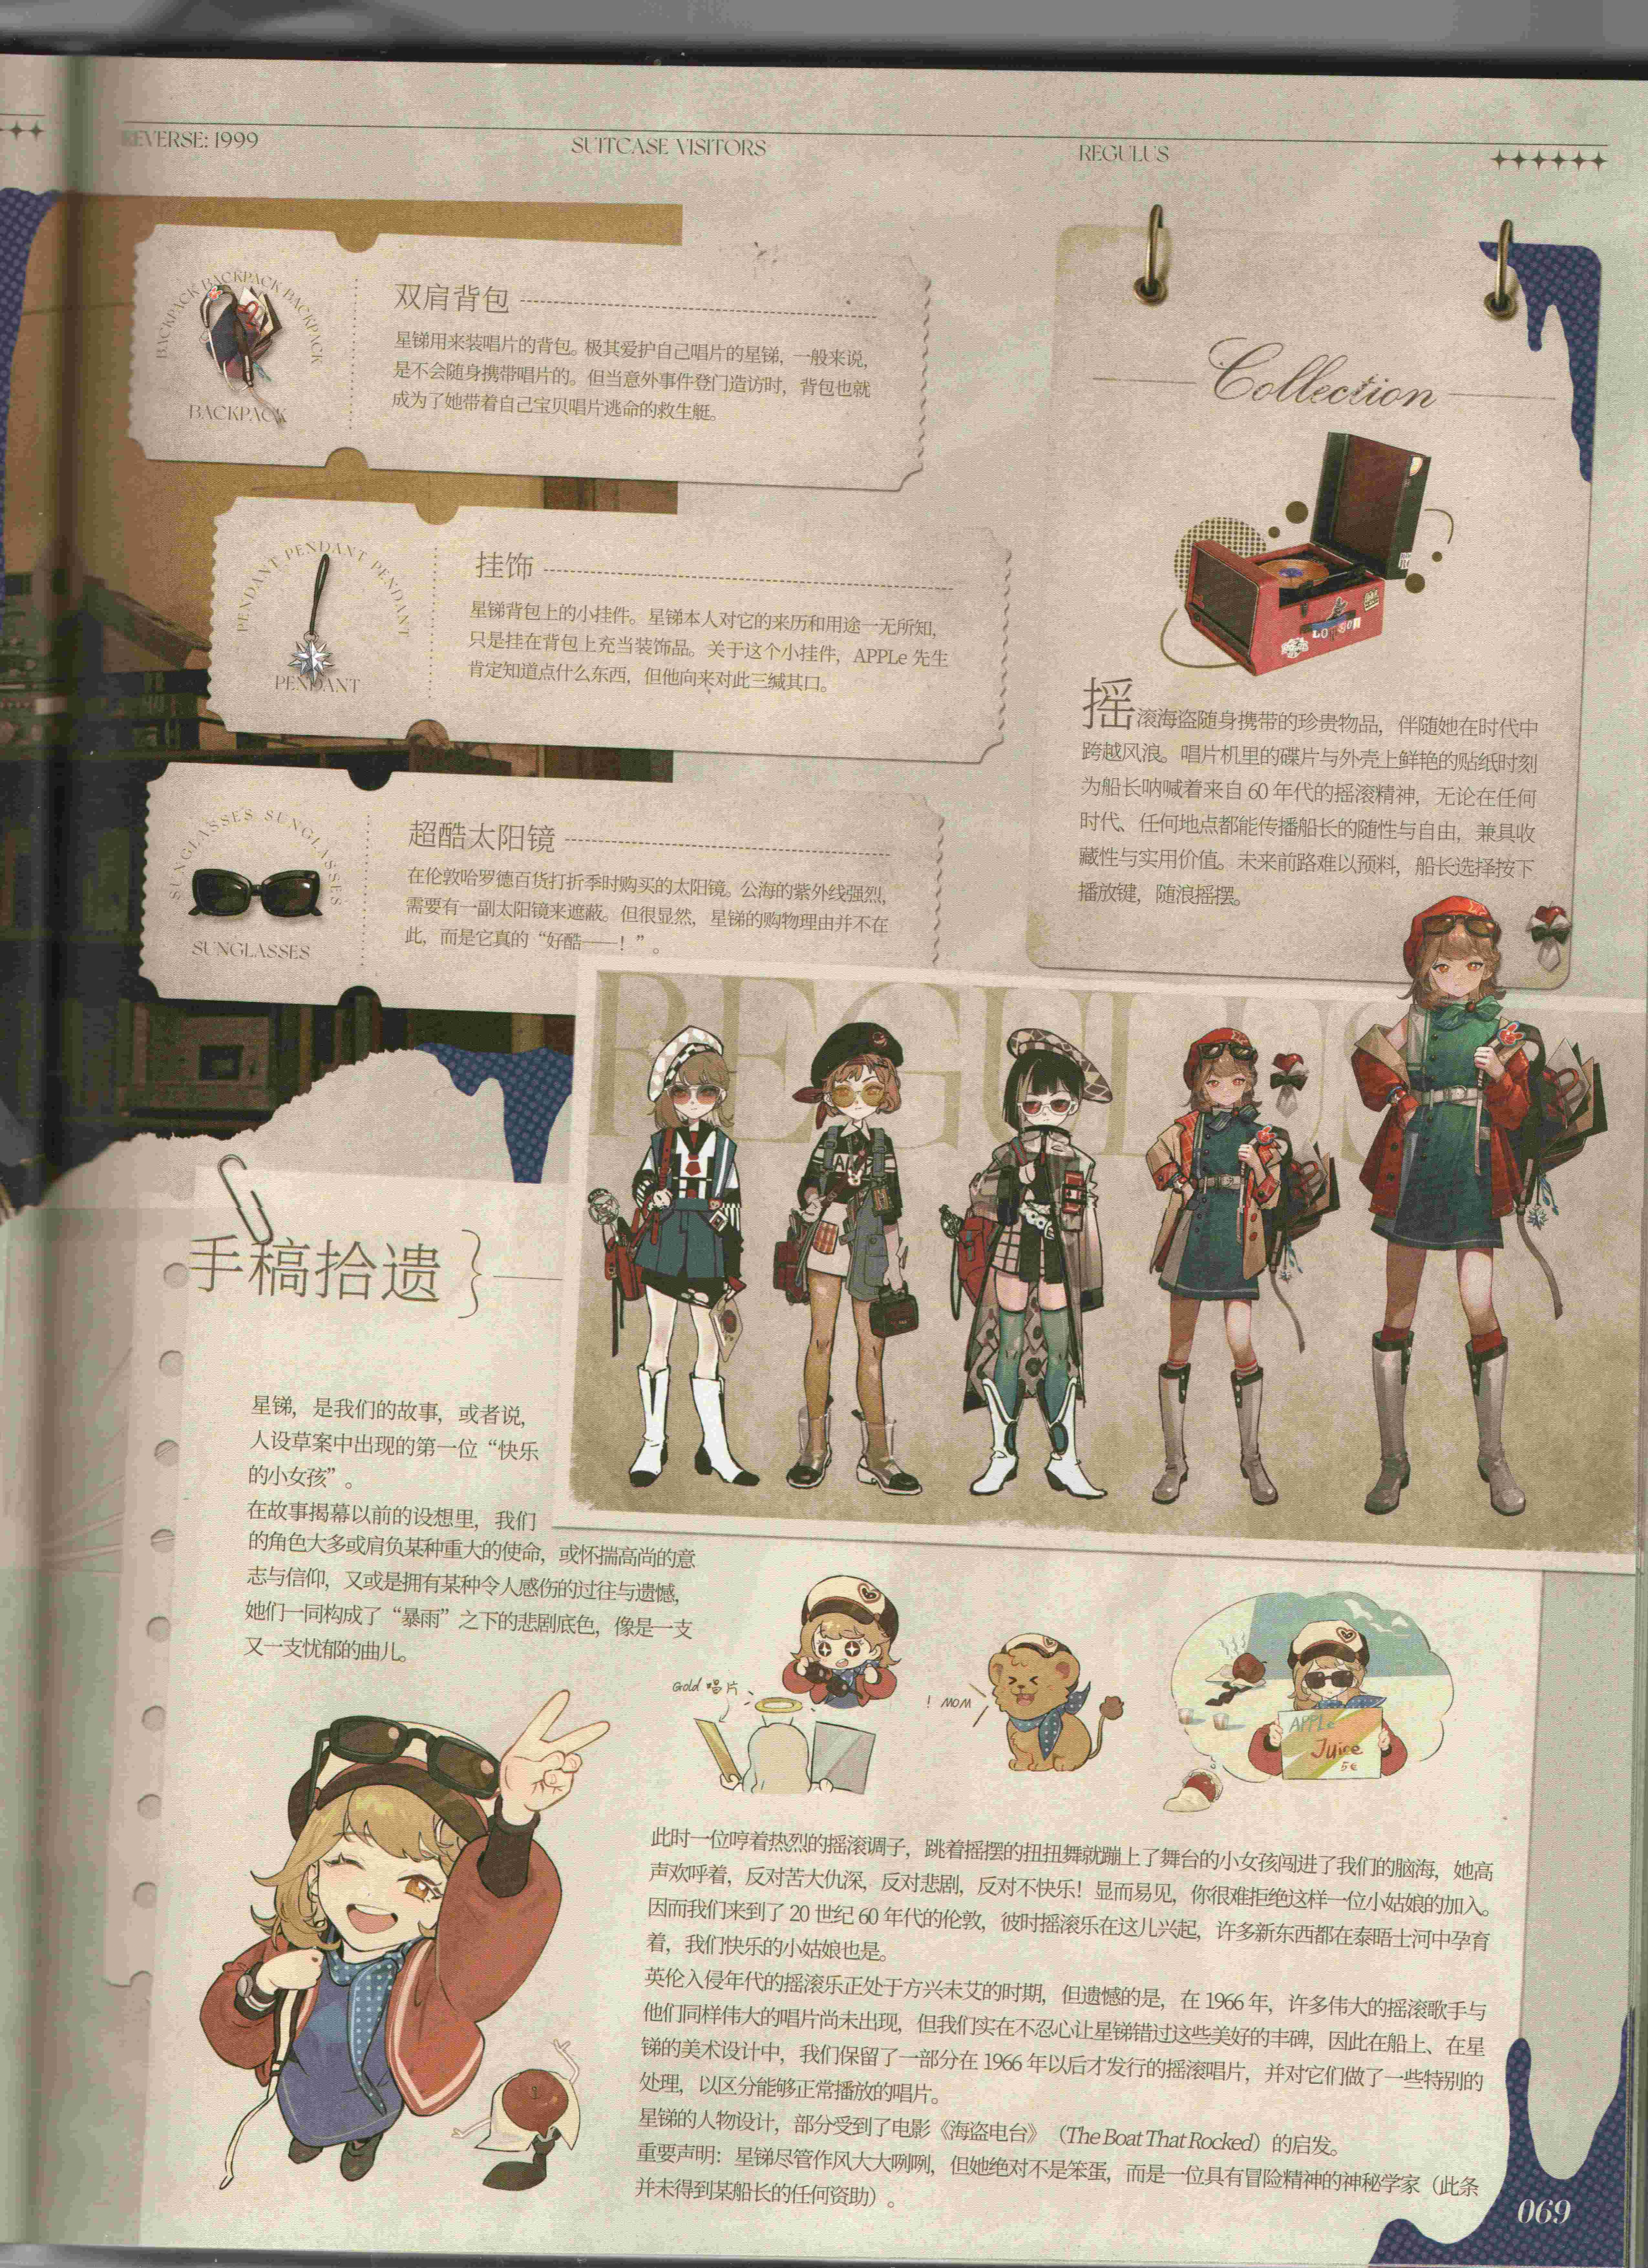 REVERSE: 1999
SUITCASE VISITORS
REGULUS
BACKPACK BACKPACK BACKPACK
BACKPACK
双肩背包
星锑用来装唱片的背包。极其爱护自己唱片的星锑，一般来说，
是不会随身携带唱片的。但当意外事件登门造访时，背包也就
成为了她带着自己宝贝唱片逃命的救生艇。
PENDANT PENDANT PENDANT
PENDANT
挂饰
星锑背包上的小挂件。星锑本人对它的来历和用途一无所知，
只是挂在背包上充当装饰品。关于这个小挂件，APPLe 先生
肯定知道点什么东西，但他向来对此三缄其口。
SUNGLASSES SUNGLASSES
SUNGLASSES
超酷太阳镜
在伦敦哈罗德百货打折季时购买的太阳镜。公海的紫外线强烈，
需要有一副太阳镜来遮蔽。但很显然，星锑的购物理由并不在
此，而是它真的“好酷——！”。
Collection
摇滚海盗随身携带的珍贵物品，伴随她在时代中
跨越风浪。唱片机里的碟片与外壳上鲜艳的贴纸时刻
为船长呐喊着来自 60 年代的摇滚精神，无论在任何
时代、任何地点都能传播船长的随性与自由，兼具收
藏性与实用价值。未来前路难以预料，船长选择按下
播放键，随浪摇摆。
REGULUS
手稿拾遗
星锑，是我们的故事，或者说，
人设草案中出现的第一位“快乐
的小女孩”。
在故事揭幕以前的设想里，我们
的角色大多或肩负某种重大的使命，或怀揣高尚的意
志与信仰，又或是拥有某种令人感伤的过往与遗憾，
她们一同构成了“暴雨”之下的悲剧底色，像是一支
又一支忧郁的曲儿。
Gold 唱片
! MOM
APPLe
Juice
5€
此时一位哼着热烈的摇滚调子，跳着摇摆的扭扭舞就蹦上了舞台的小女孩闯进了我们的脑海，她高
声欢呼着，反对苦大仇深，反对悲剧，反对不快乐！显而易见，你很难拒绝这样一位小姑娘的加入。
因而我们来到了 20 世纪 60 年代的伦敦，彼时摇滚乐在这儿兴起，许多新东西都在泰晤士河中孕育
着，我们快乐的小姑娘也是。
英伦入侵年代的摇滚乐正处于方兴未艾的时期，但遗憾的是，在 1966 年，许多伟大的摇滚歌手与
他们同样伟大的唱片尚未出现，但我们实在不忍心让星锑错过这些美好的丰碑，因此在船上、在星
锑的美术设计中，我们保留了一部分在 1966 年以后才发行的摇滚唱片，并对它们做了一些特别的
处理，以区分能够正常播放的唱片。
星锑的人物设计，部分受到了电影《海盗电台》（The Boat That Rocked）的启发。
重要声明：星锑尽管作风大大咧咧，但她绝对不是笨蛋，而是一位具有冒险精神的神秘学家（此条
并未得到某船长的任何资助）。
069